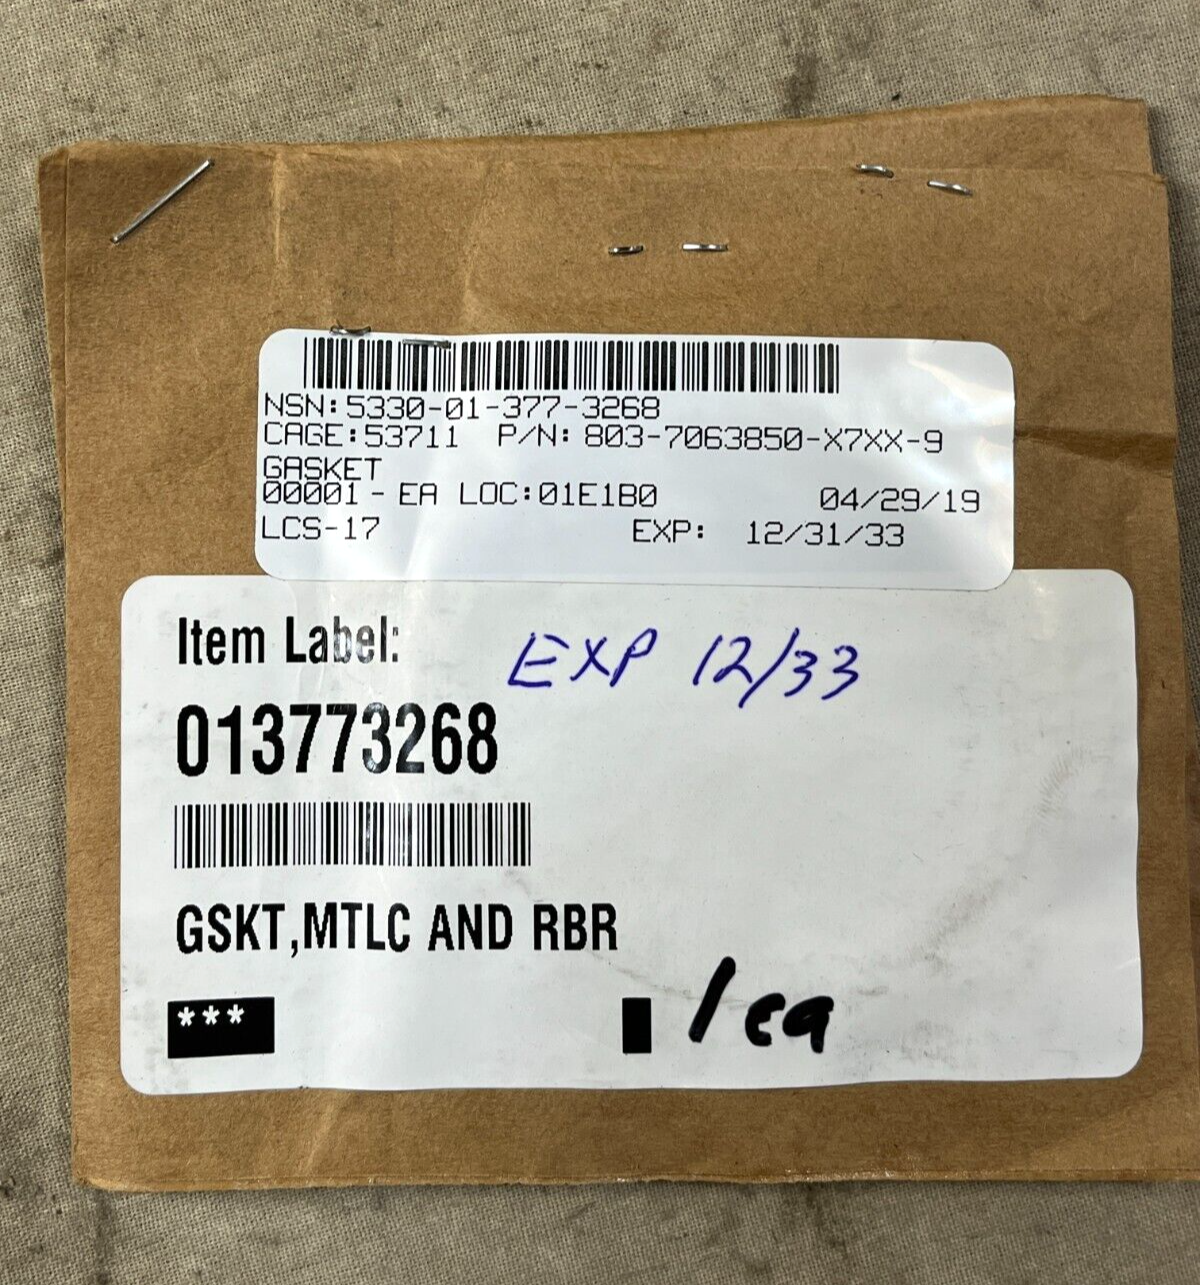 NSN:5330-01-377-3268
CAGE:53711 P/N: 803-7063850-X7XX-9
GASKET
00001 - EA LOC:01E1B0 04/29/19
LCS-17 EXP: 12/31/33
Item Label: EXP 12/33
013773268
GSKT,MTLC AND RBR
*** 1 ea